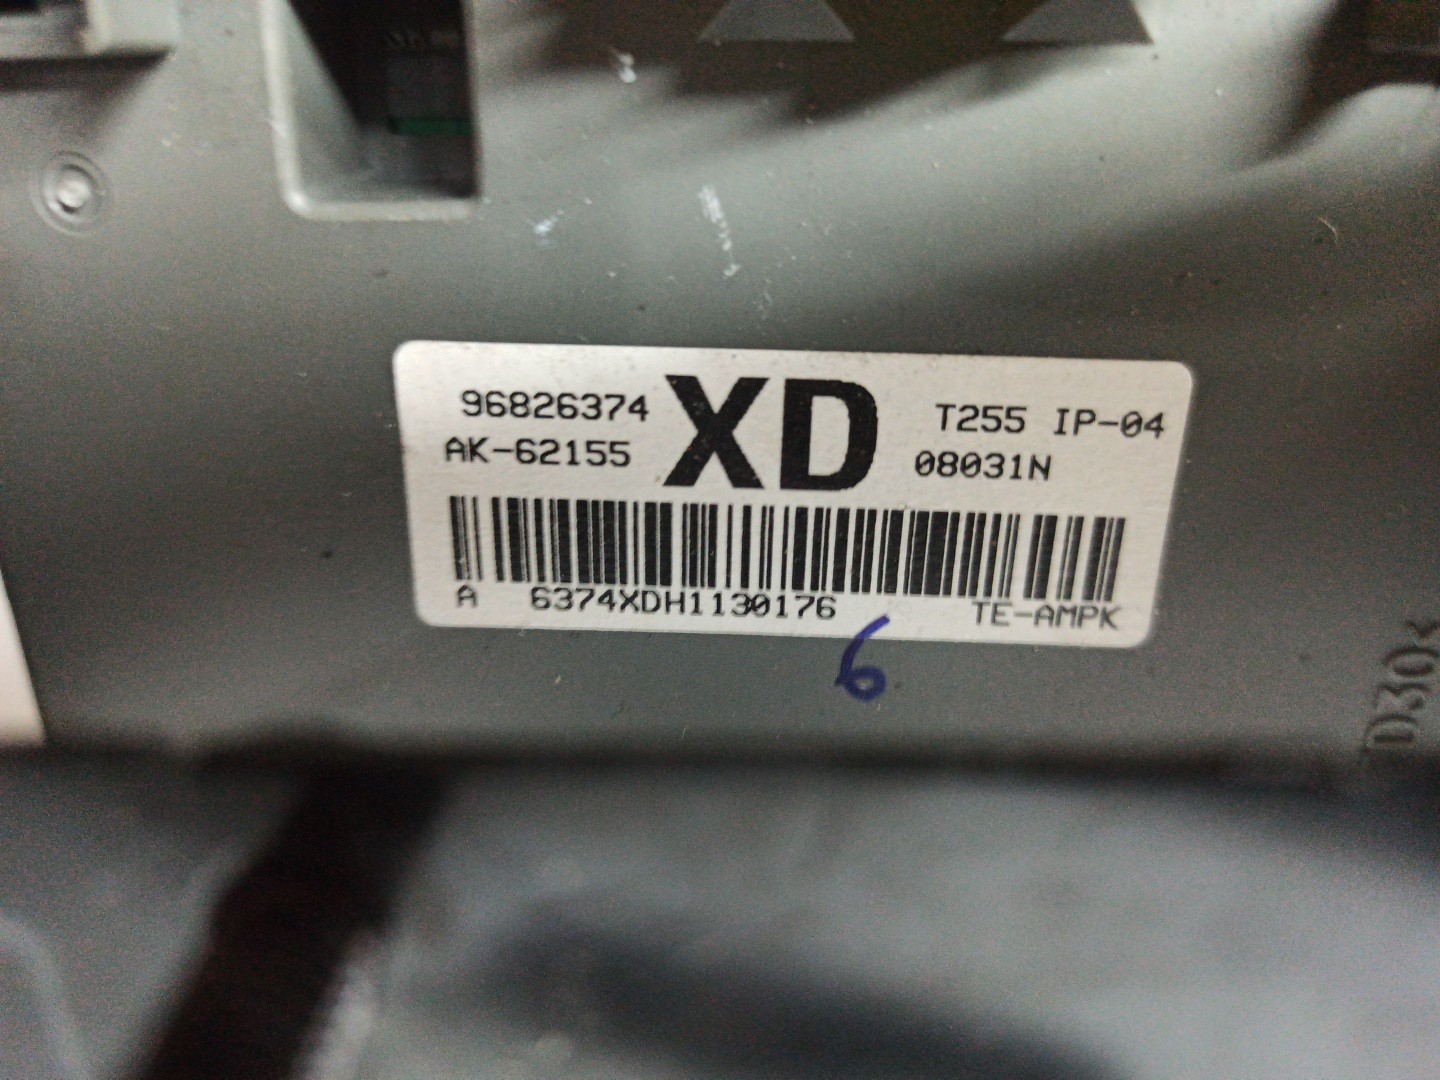 96826374 XD T255 IP-04
AK-62155 08031N
A 6374XDH1130176 TE-AMPK
6